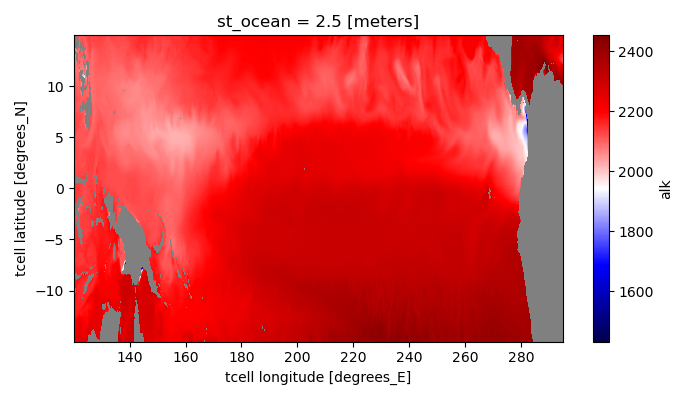 st_ocean = 2.5 [meters]
10
5
0
−5
−10
tcell latitude [degrees_N]
140 160 180 200 220 240 260 280
tcell longitude [degrees_E]
2400
2200
2000
1800
1600
alk